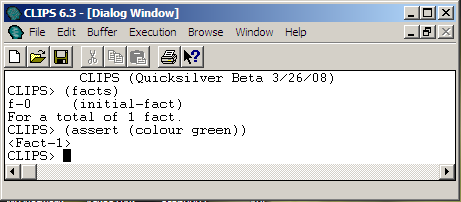 CLIPS 6.3 - [Dialog Window]
File Edit Buffer Execution Browse Window Help
CLIPS (Quicksilver Beta 3/26/08)
CLIPS> (facts)
f-0 (initial-fact)
For a total of 1 fact.
CLIPS> (assert (colour green))
<Fact-1>
CLIPS>